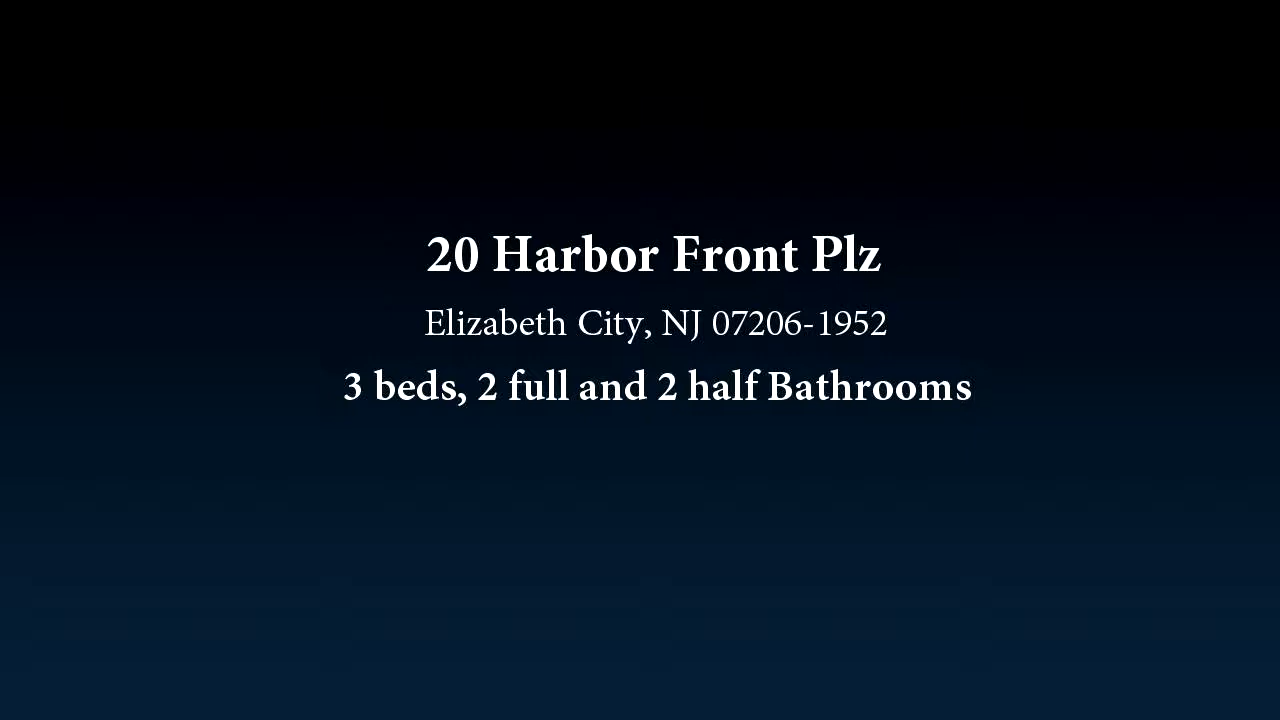 20 Harbor Front Plz
Elizabeth City, NJ 07206-1952
3 beds, 2 full and 2 half Bathrooms